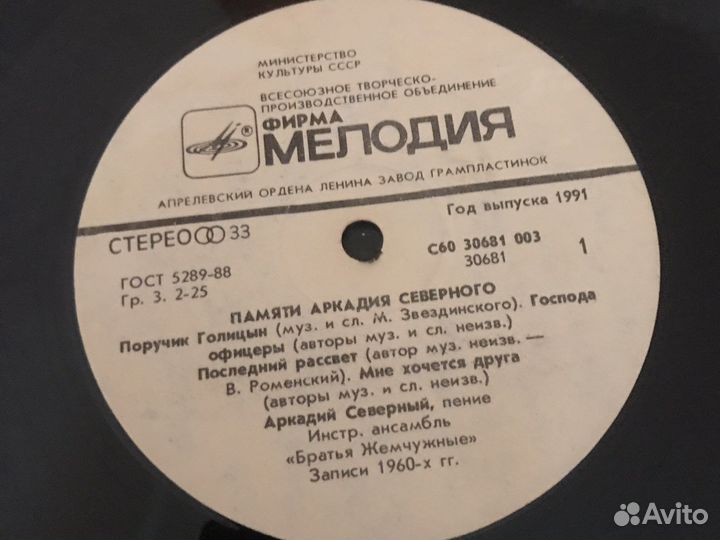 МИНИСТЕРСТВО
КУЛЬТУРЫ СССР
ВСЕСОЮЗНОЕ ТВОРЧЕСКО-
ПРОИЗВОДСТВЕННОЕ ОБЪЕДИНЕНИЕ
®
ФИРМА
МЕЛОДИЯ
АПРЕЛЕВСКИЙ ОРДЕНА ЛЕНИНА ЗАВОД ГРАМПЛАСТИНОК
СТЕРЕО 33
Год выпуска 1991
ГОСТ 5289-88
Гр. 3. 2-25
С60 30681 003
30681
1
ПАМЯТИ АРКАДИЯ СЕВЕРНОГО
Поручик Голицын (муз. и сл. М. Звездинского). Господа
офицеры (авторы муз. и сл. неизв.)
Последний рассвет (автор муз. неизв. —
В. Роменский). Мне хочется друга
(авторы муз. и сл. неизв.)
Аркадий Северный, пение
Инстр. ансамбль
«Братья Жемчужные»
Записи 1960-х гг.
Avito